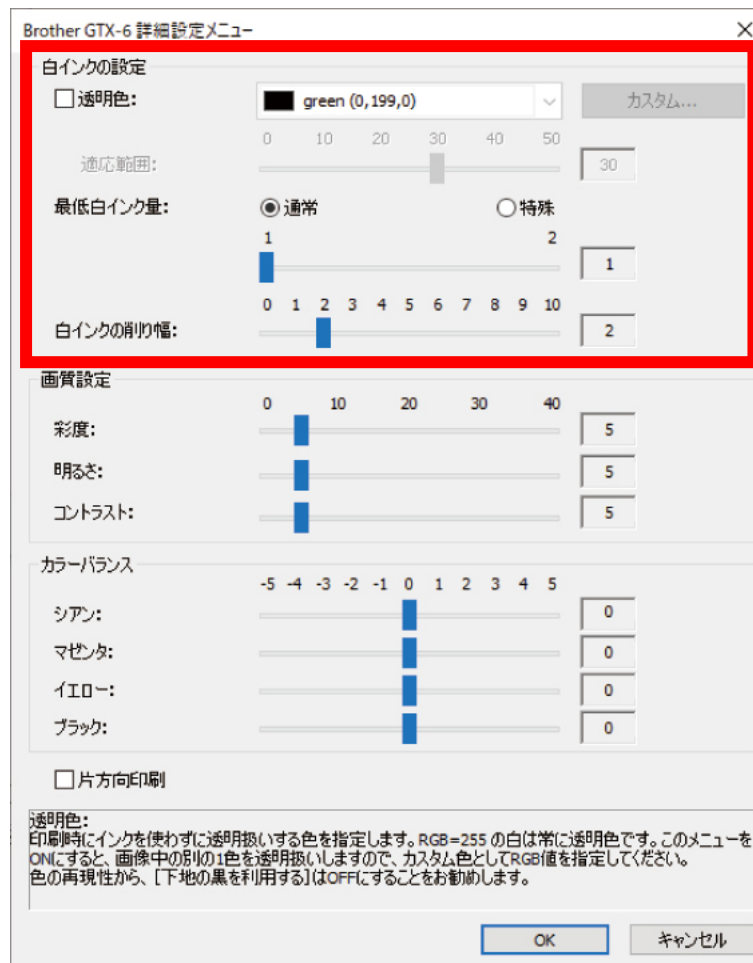 Brother GTX-6 詳細設定メニュー
白インクの設定
透明色:
green (0,199,0)
カスタム...
0 10 20 30 40 50
適応範囲:
30
最低白インク量:
通常
特殊
1 2
1
0 1 2 3 4 5 6 7 8 9 10
白インクの削り幅:
2
画質設定
0 10 20 30 40
彩度:
5
明るさ:
5
コントラスト:
5
カラーバランス
-5 -4 -3 -2 -1 0 1 2 3 4 5
シアン:
0
マゼンタ:
0
イエロー:
0
ブラック:
0
片方向印刷
透明色:
印刷時にインクを使わずに透明扱いする色を指定します。RGB=255 の白は常に透明色です。このメニューを
ONにすると、画像中の別の1色を透明扱いしますので、カスタム色としてRGB値を指定してください。
色の再現性から、[下地の黒を利用する]はOFFにすることをお勧めします。
OK
キャンセル